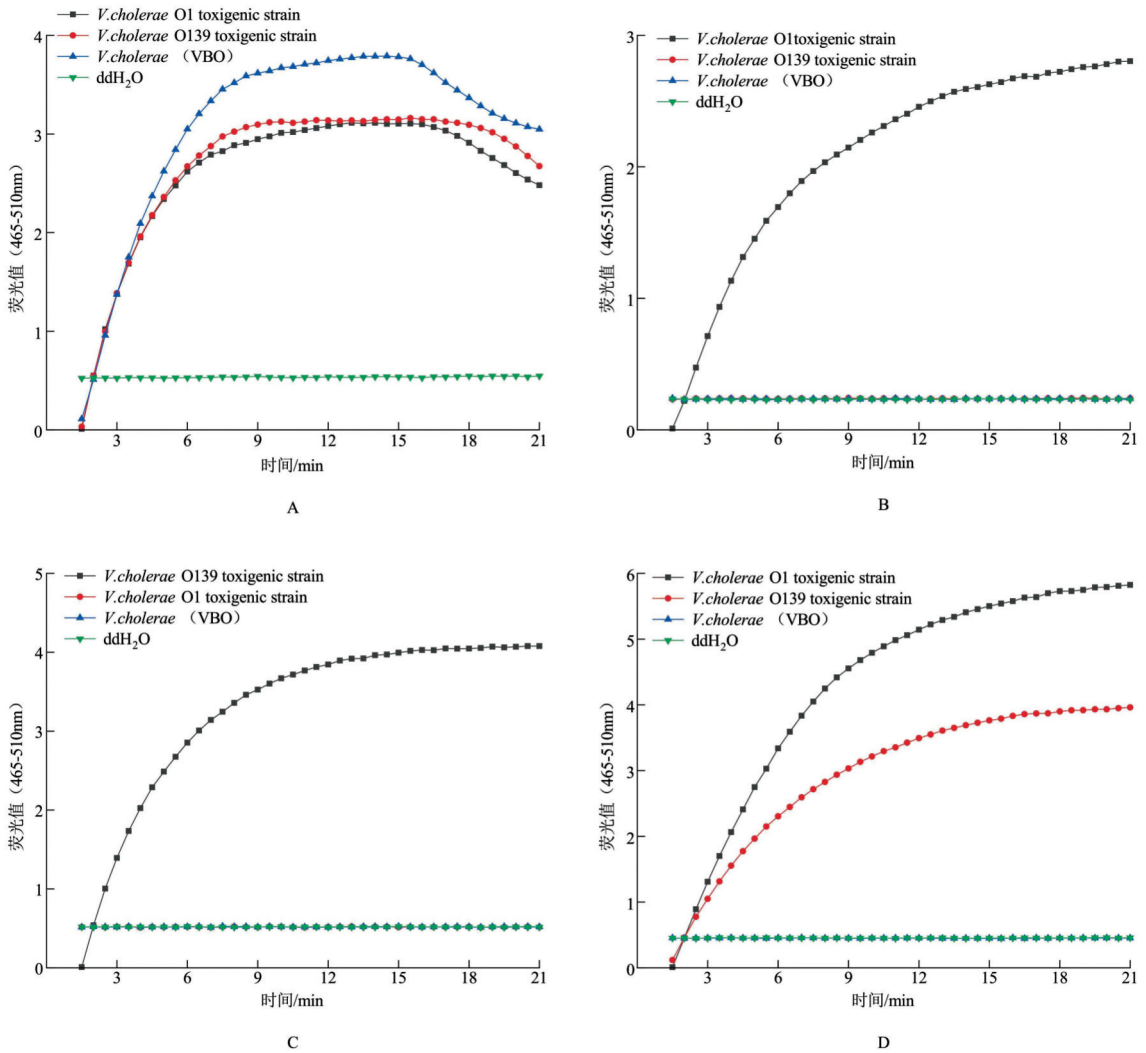 V.cholerae O1 toxigenic strain
V.cholerae O139 toxigenic strain
V.cholerae （VBO）
ddH₂O
4
3
2
1
0
荧光值（465-510nm）
3 6 9 12 15 18 21
时间/min
A
V.cholerae O1toxigenic strain
V.cholerae O139 toxigenic strain
V.cholerae （VBO）
ddH₂O
3
2
1
0
荧光值（465-510nm）
3 6 9 12 15 18 21
时间/min
B
V.cholerae O139 toxigenic strain
V.cholerae O1 toxigenic strain
V.cholerae （VBO）
ddH₂O
5
4
3
2
1
0
荧光值（465-510nm）
3 6 9 12 15 18 21
时间/min
C
V.cholerae O1 toxigenic strain
V.cholerae O139 toxigenic strain
V.cholerae （VBO）
ddH₂O
6
5
4
3
2
1
0
荧光值（465-510nm）
3 6 9 12 15 18 21
时间/min
D